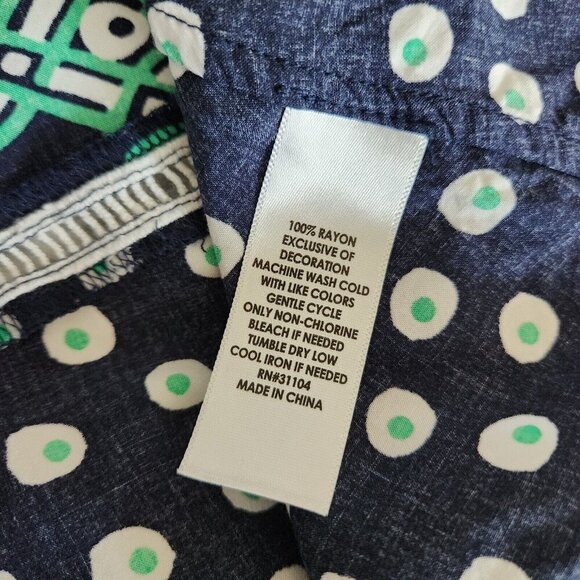 100% RAYON
EXCLUSIVE OF
DECORATION
MACHINE WASH COLD
WITH LIKE COLORS
GENTLE CYCLE
ONLY NON-CHLORINE
BLEACH IF NEEDED
TUMBLE DRY LOW
COOL IRON IF NEEDED
RN#31104
MADE IN CHINA